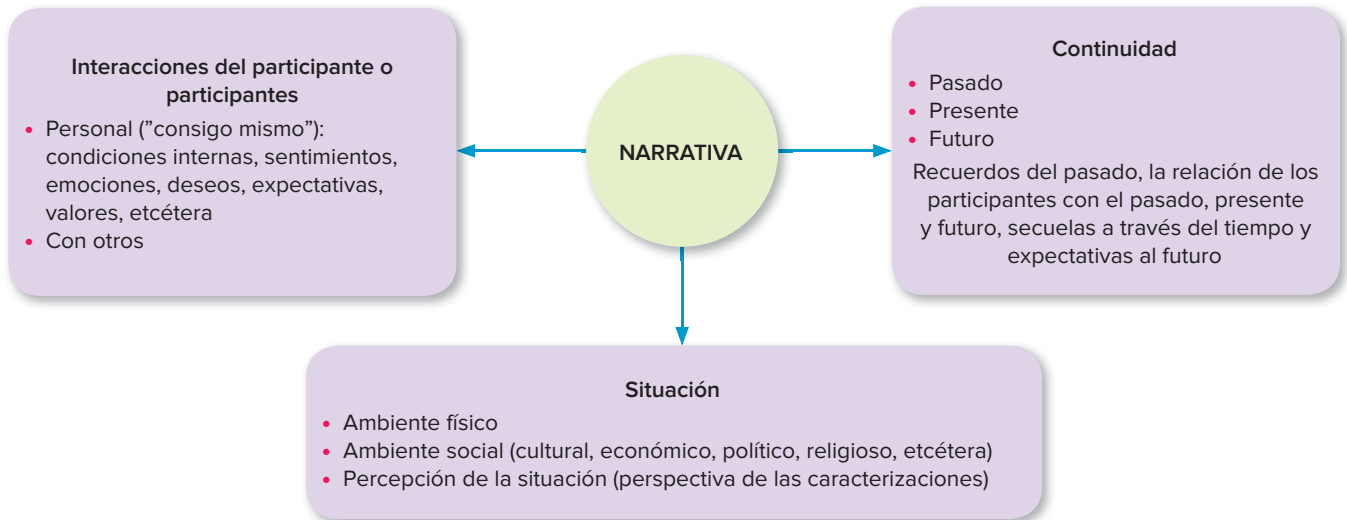 Interacciones del participante o
participantes
• Personal ("consigo mismo"):
condiciones internas, sentimientos,
emociones, deseos, expectativas,
valores, etcétera
• Con otros
NARRATIVA
Continuidad
• Pasado
• Presente
• Futuro
Recuerdos del pasado, la relación de los
participantes con el pasado, presente
y futuro, secuelas a través del tiempo y
expectativas al futuro
Situación
• Ambiente físico
• Ambiente social (cultural, económico, político, religioso, etcétera)
• Percepción de la situación (perspectiva de las caracterizaciones)